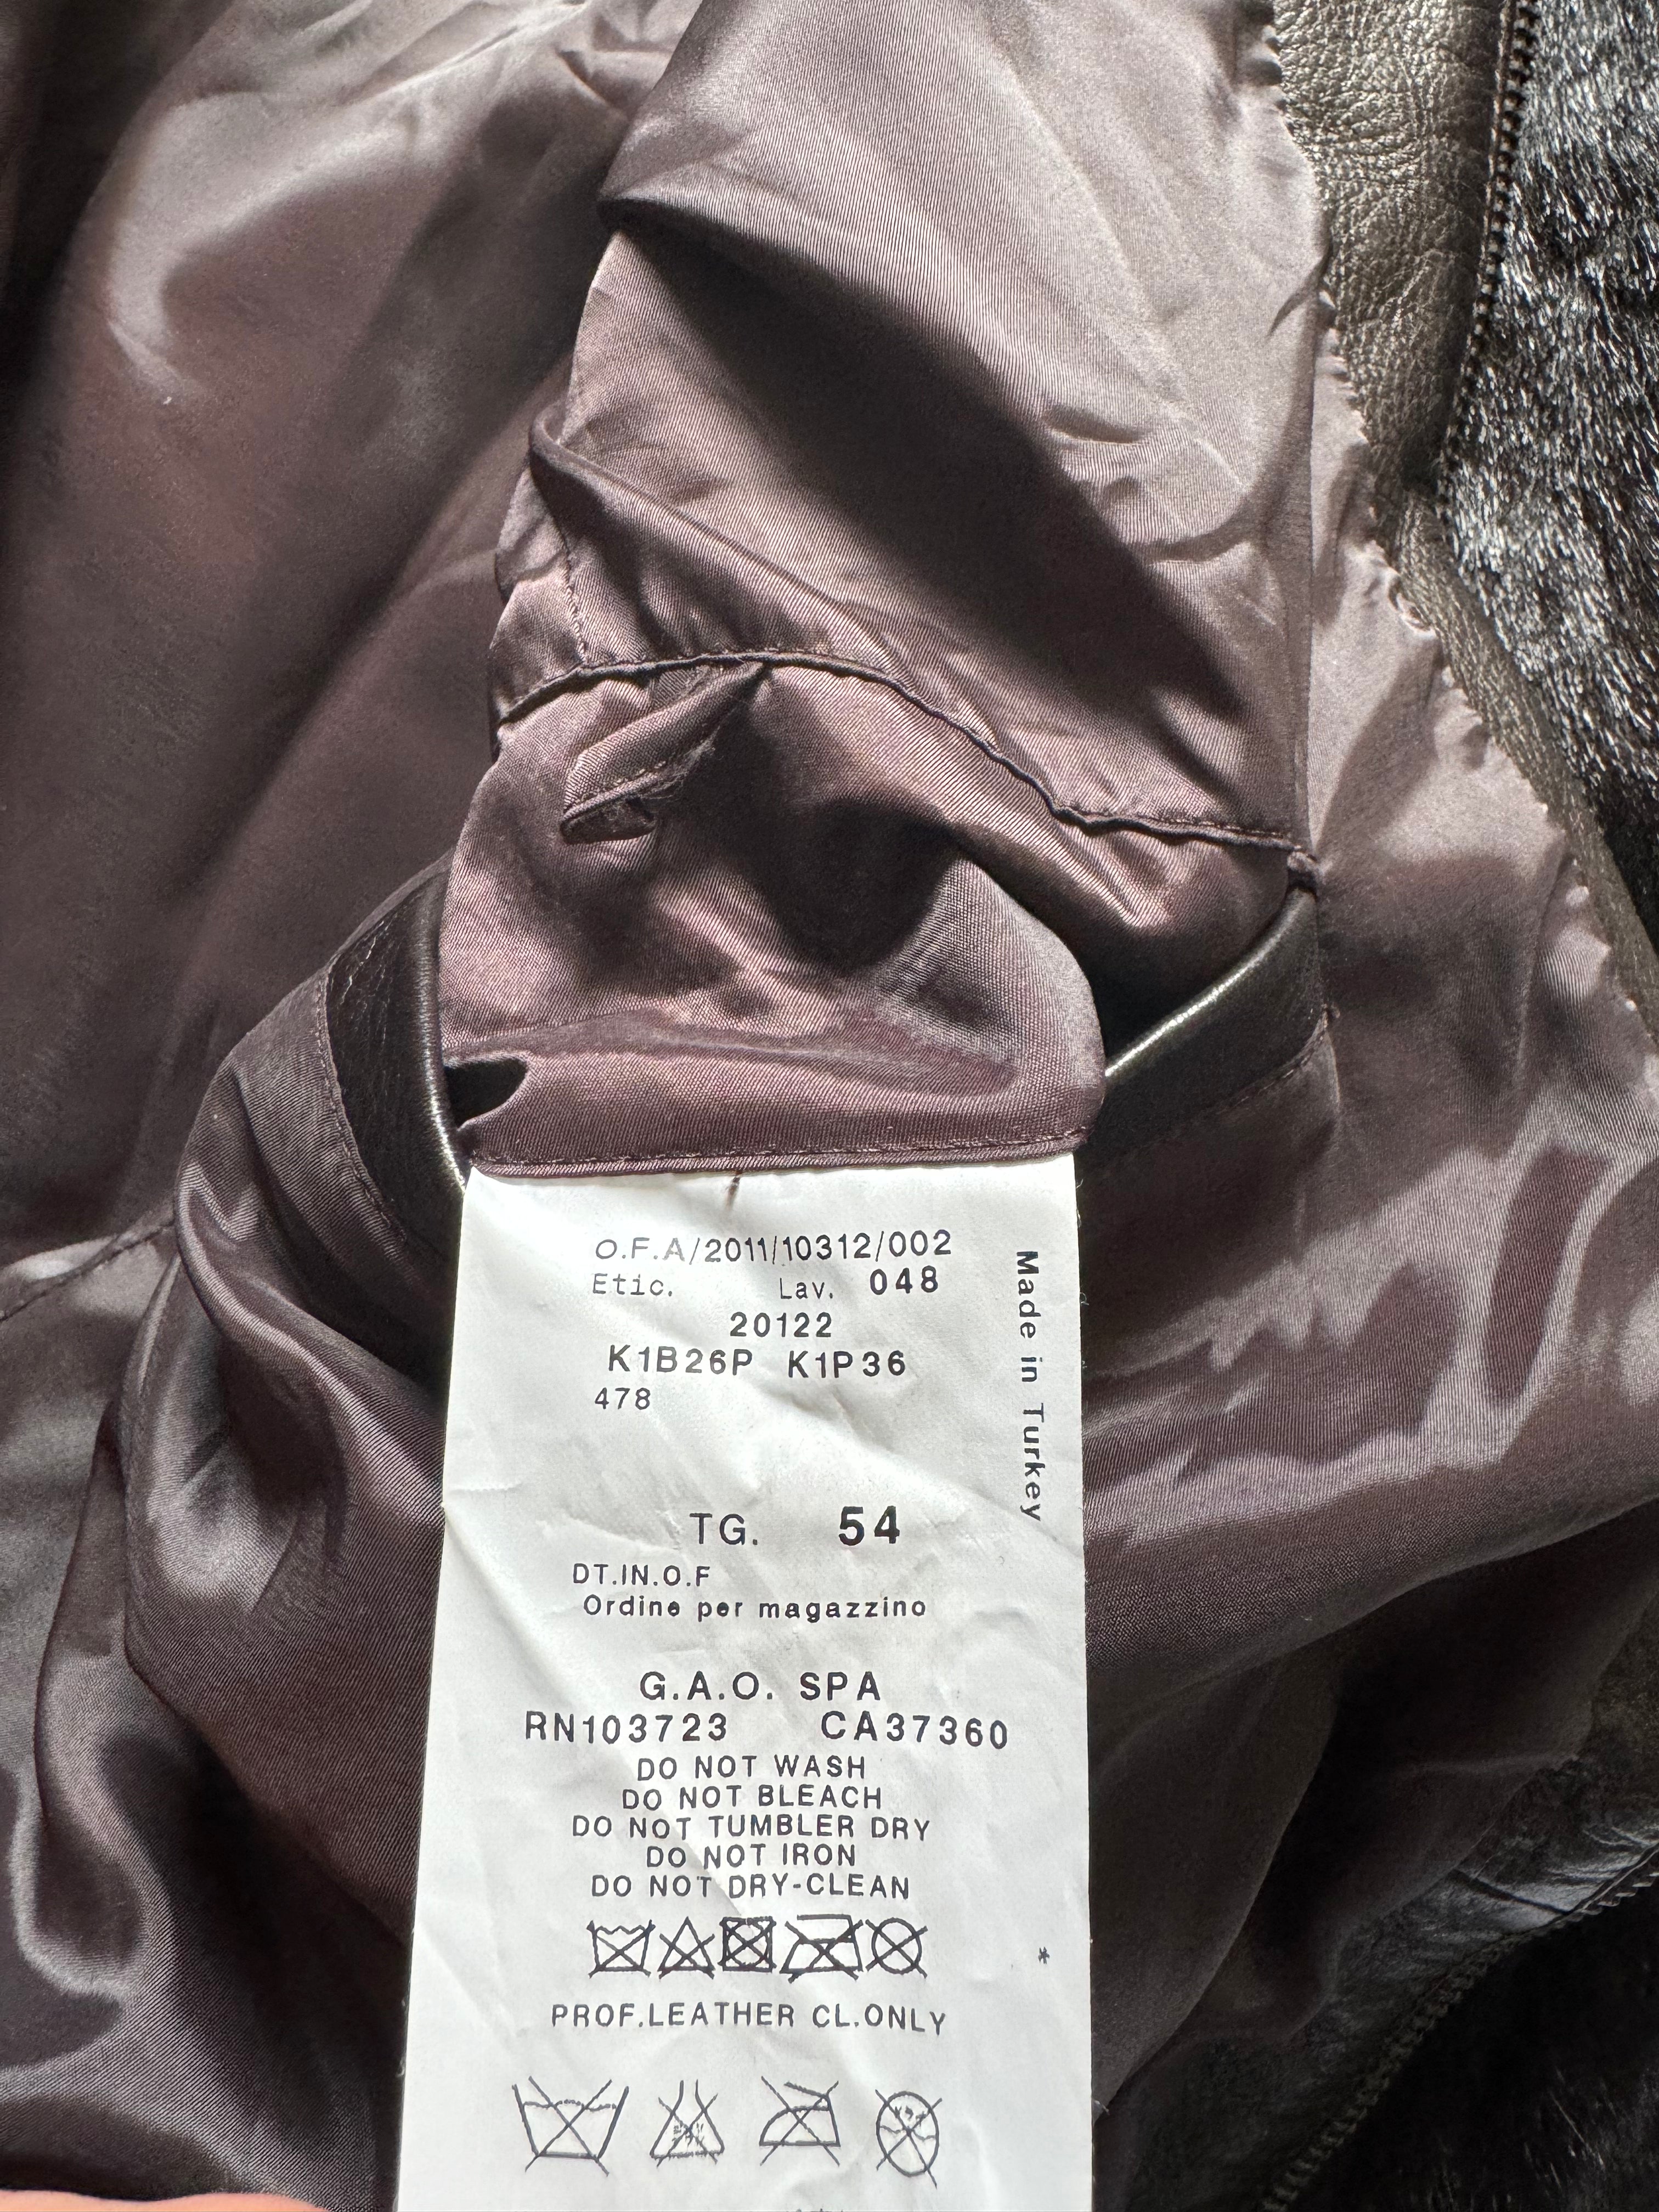 O.F.A/2011/10312/002
Etic. Lav. 048
20122
K1B26P K1P36
478
Made in Turkey
TG. 54
DT.IN.O.F
Ordine per magazzino
G.A.O. SPA
RN103723 CA37360
DO NOT WASH
DO NOT BLEACH
DO NOT TUMBLER DRY
DO NOT IRON
DO NOT DRY-CLEAN
*
PROF.LEATHER CL.ONLY